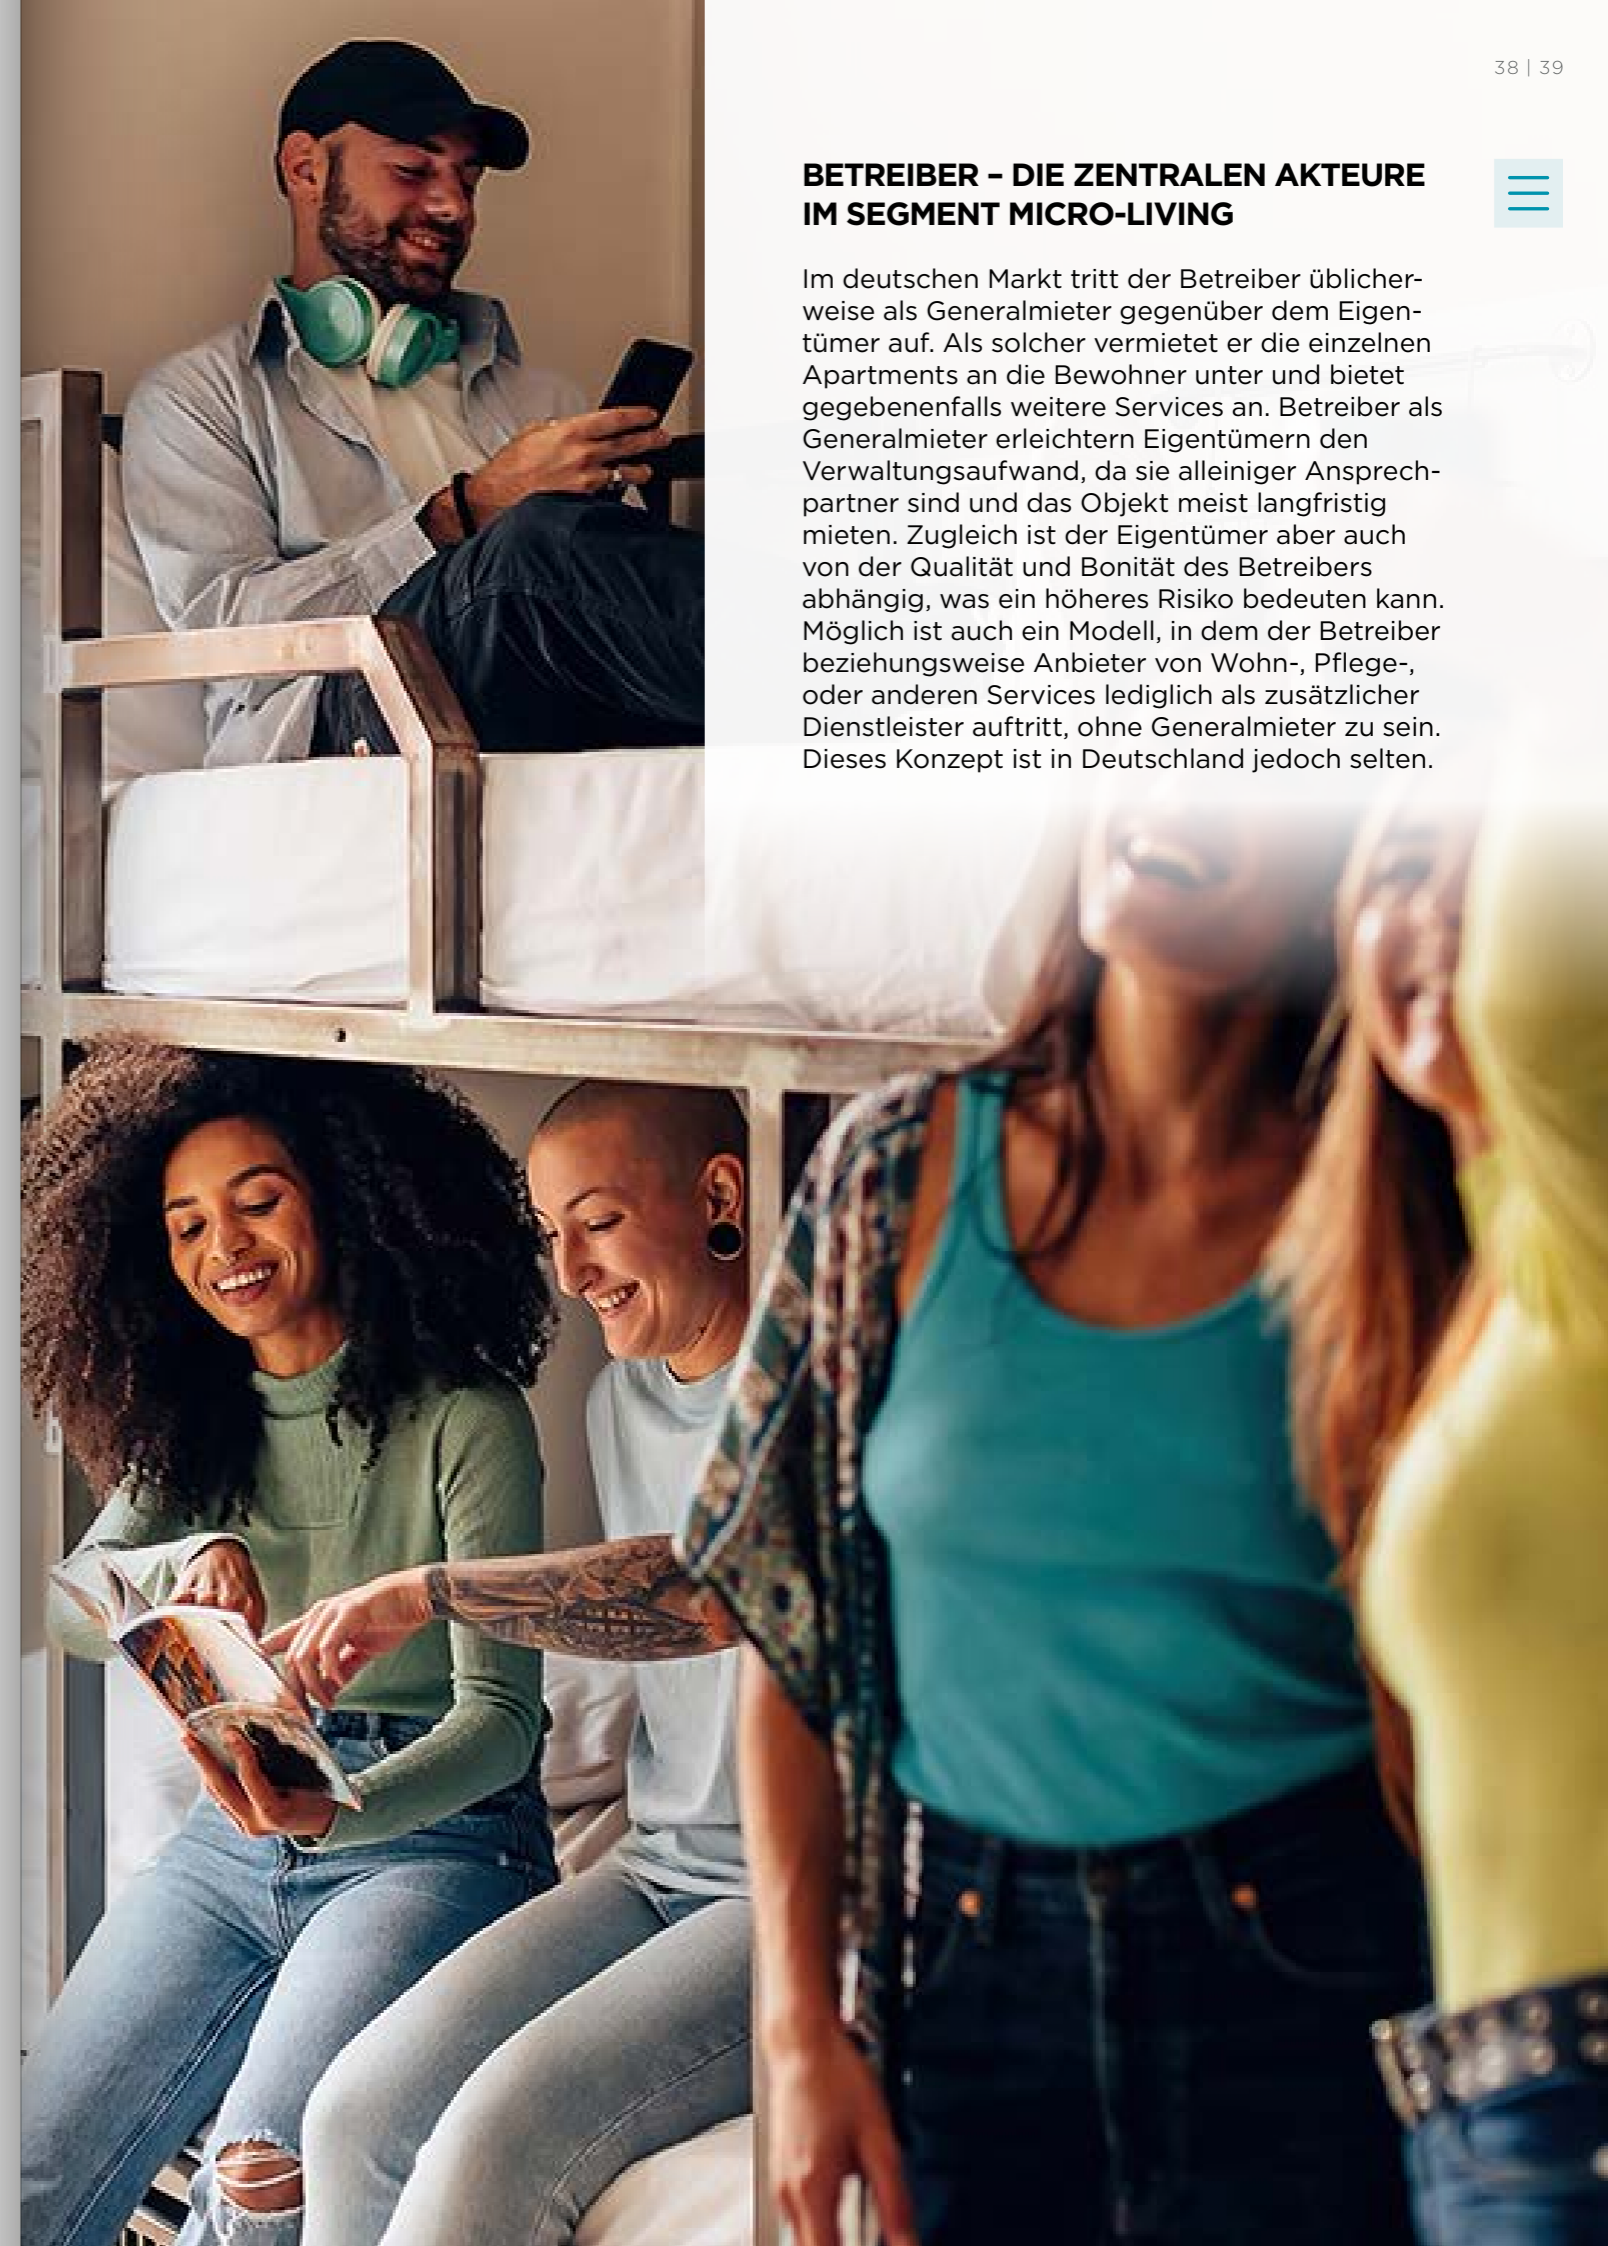 38 | 39
BETREIBER – DIE ZENTRALEN AKTEURE
IM SEGMENT MICRO-LIVING
Im deutschen Markt tritt der Betreiber üblicher-
weise als Generalmieter gegenüber dem Eigen-
tümer auf. Als solcher vermietet er die einzelnen
Apartments an die Bewohner unter und bietet
gegebenenfalls weitere Services an. Betreiber als
Generalmieter erleichtern Eigentümern den
Verwaltungsaufwand, da sie alleiniger Ansprech-
partner sind und das Objekt meist langfristig
mieten. Zugleich ist der Eigentümer aber auch
von der Qualität und Bonität des Betreibers
abhängig, was ein höheres Risiko bedeuten kann.
Möglich ist auch ein Modell, in dem der Betreiber
beziehungsweise Anbieter von Wohn-, Pflege-,
oder anderen Services lediglich als zusätzlicher
Dienstleister auftritt, ohne Generalmieter zu sein.
Dieses Konzept ist in Deutschland jedoch selten.